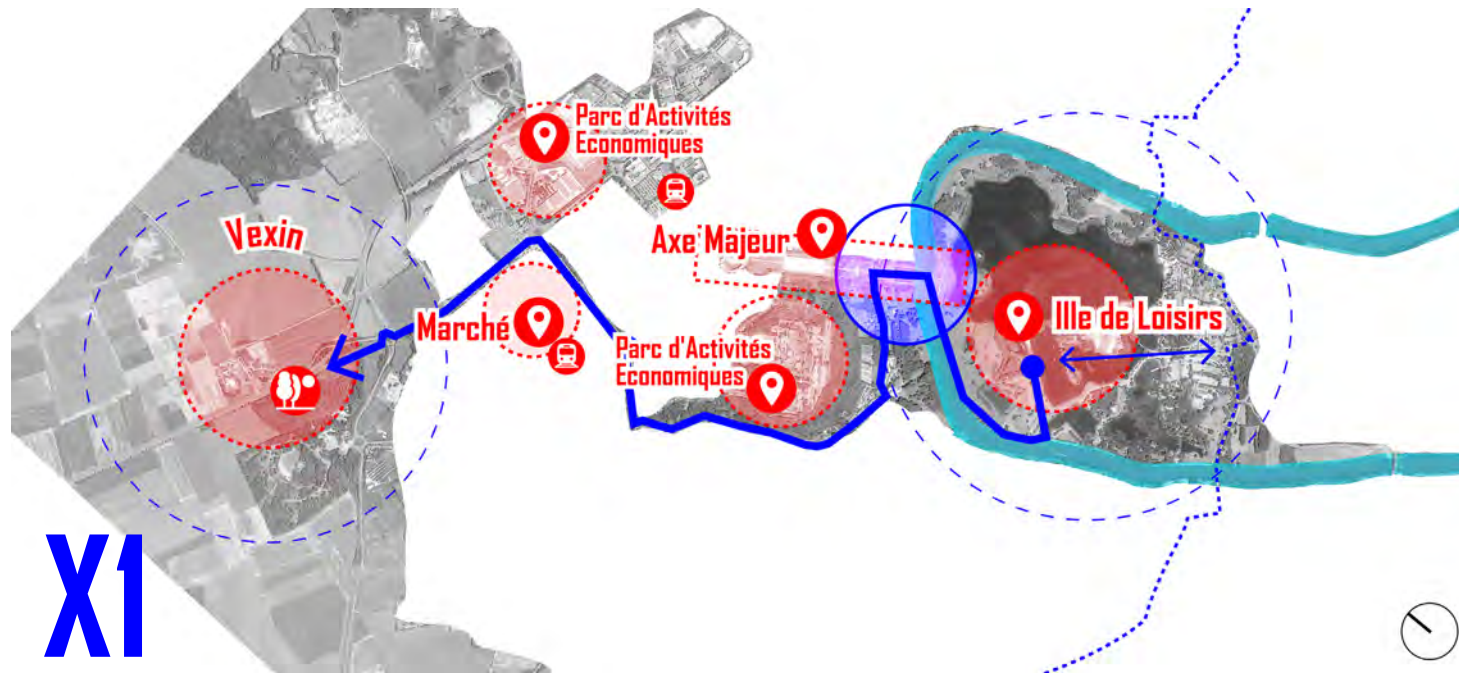 Parc d'Activités
Economiques
Vexin
Axe Majeur
Marché
Ille de Loisirs
Parc d'Activités
Economiques
X1